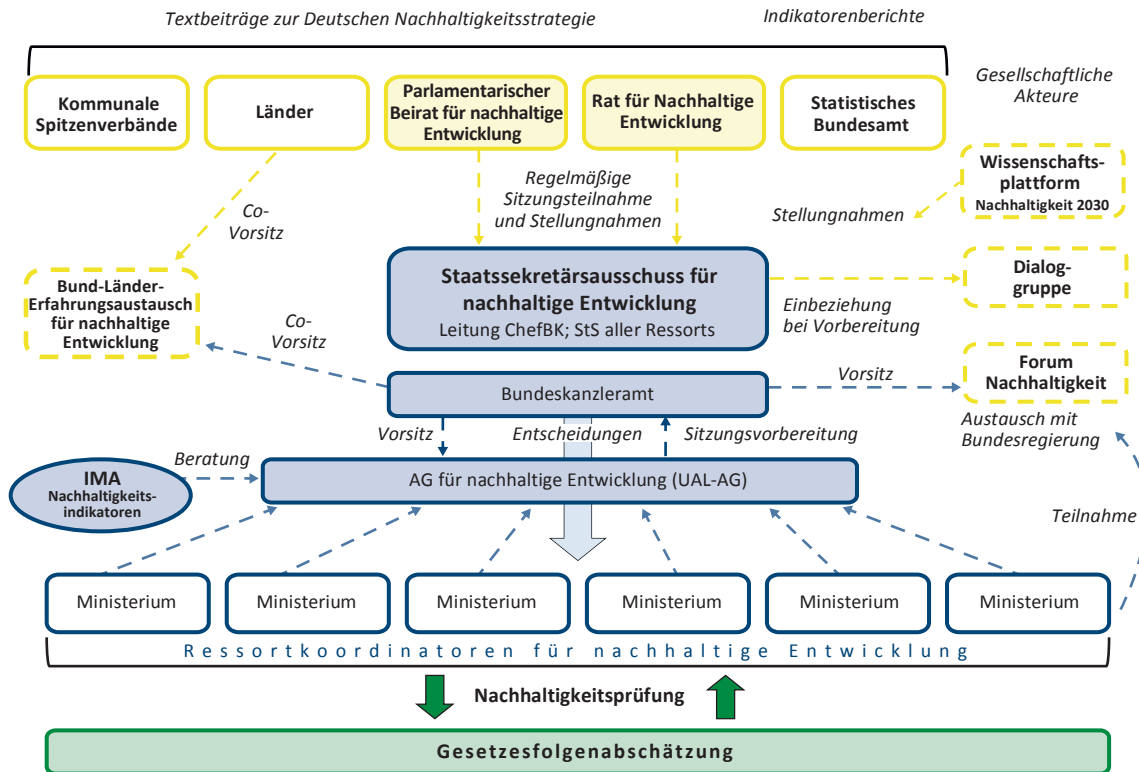 Textbeiträge zur Deutschen Nachhaltigkeitsstrategie
Indikatorenberichte
Kommunale
Spitzenverbände
Länder
Parlamentarischer
Beirat für nachhaltige
Entwicklung
Rat für Nachhaltige
Entwicklung
Statistisches
Bundesamt
Gesellschaftliche
Akteure
Wissenschafts-
plattform
Nachhaltigkeit 2030
Co-
Vorsitz
Regelmäßige
Sitzungsteilnahme
und Stellungnahmen
Stellungnahmen
Bund-Länder-
Erfahrungsaustausch
für nachhaltige
Entwicklung
Staatssekretärsausschuss für
nachhaltige Entwicklung
Leitung ChefBK; StS aller Ressorts
Dialog-
gruppe
Einbeziehung
bei Vorbereitung
Co-
Vorsitz
Bundeskanzleramt
Vorsitz
Forum
Nachhaltigkeit
Austausch mit
Bundesregierung
Vorsitz
Entscheidungen
Sitzungsvorbereitung
IMA
Nachhaltigkeits-
indikatoren
Beratung
AG für nachhaltige Entwicklung (UAL-AG)
Teilnahme
Ministerium
Ministerium
Ministerium
Ministerium
Ministerium
Ministerium
Ressortkoordinatoren für nachhaltige Entwicklung
Nachhaltigkeitsprüfung
Gesetzesfolgenabschätzung